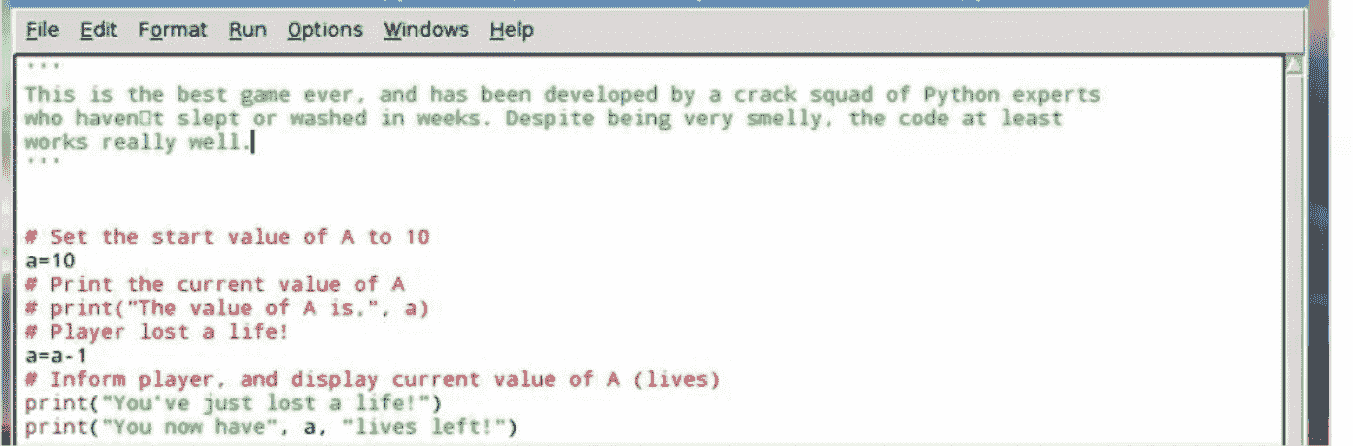 File Edit Format Run Options Windows Help
'''
This is the best game ever, and has been developed by a crack squad of Python experts
who haven□t slept or washed in weeks. Despite being very smelly, the code at least
works really well.
'''
# Set the start value of A to 10
a=10
# Print the current value of A
# print("The value of A is,", a)
# Player lost a life!
a=a-1
# Inform player, and display current value of A (lives)
print("You've just lost a life!")
print("You now have", a, "lives left!")